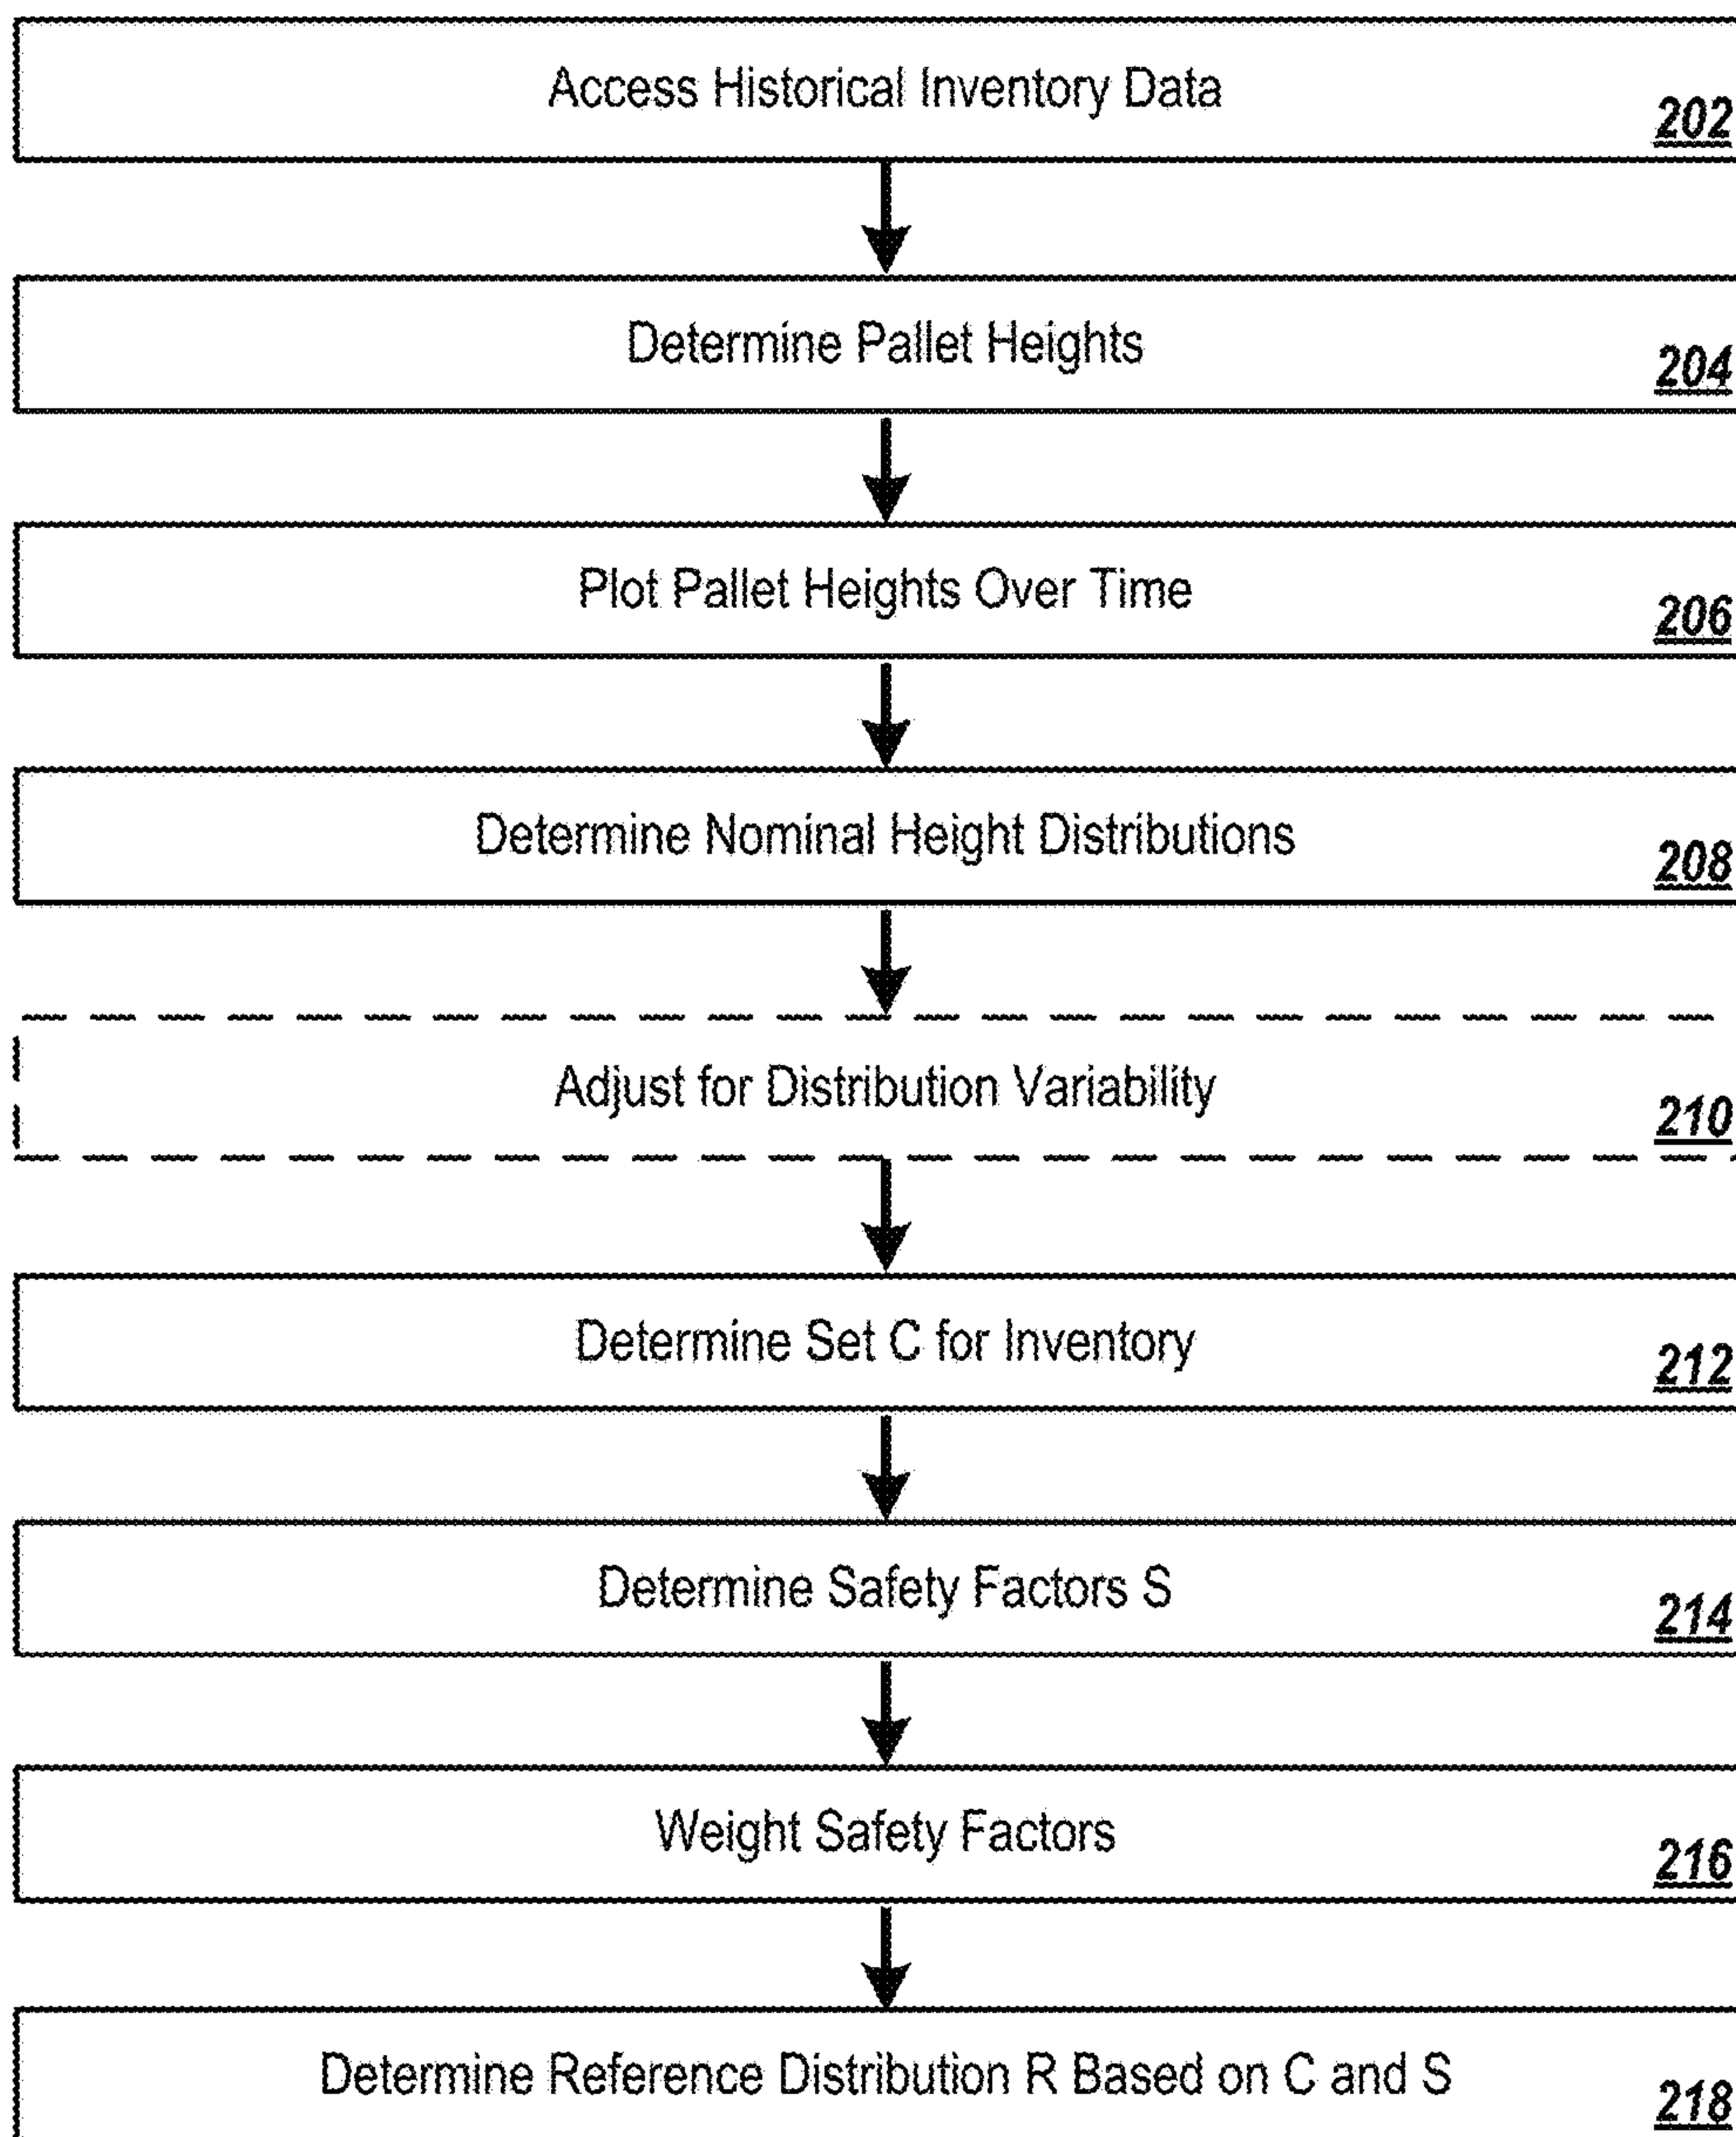 Access Historical Inventory Data
202
Determine Pallet Heights
204
Plot Pallet Heights Over Time
206
Determine Nominal Height Distributions
208
Adjust for Distribution Variability
210
Determine Set C for Inventory
212
Determine Safety Factors S
214
Weight Safety Factors
216
Determine Reference Distribution R Based on C and S
218